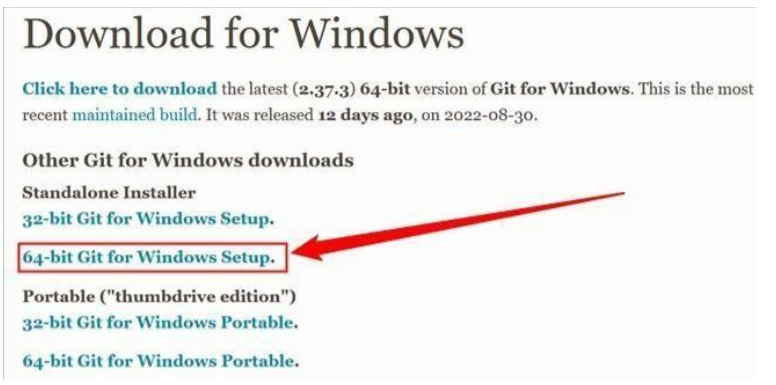 Download for Windows
Click here to download the latest (2.37.3) 64-bit version of Git for Windows. This is the most
recent maintained build. It was released 12 days ago, on 2022-08-30.
Other Git for Windows downloads
Standalone Installer
32-bit Git for Windows Setup.
64-bit Git for Windows Setup.
Portable ("thumbdrive edition")
32-bit Git for Windows Portable.
64-bit Git for Windows Portable.